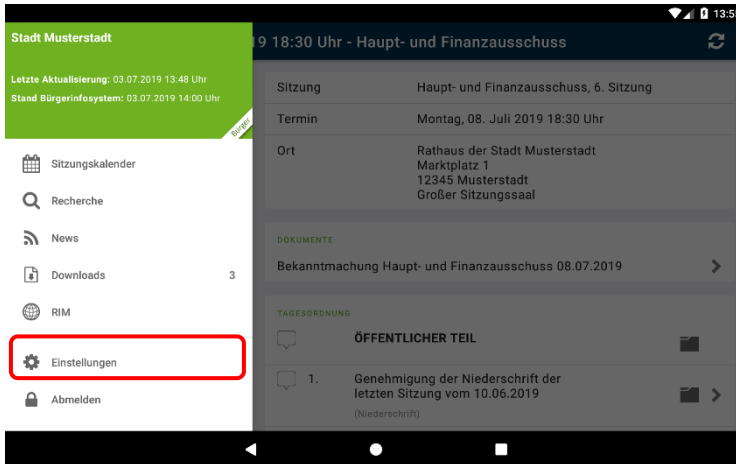 13:5
Stadt Musterstadt
Letzte Aktualisierung: 03.07.2019 13:48 Uhr
Stand Bürgerinfosystem: 03.07.2019 14:00 Uhr
Bürger
Sitzungskalender
Recherche
News
Downloads 3
RIM
Einstellungen
Abmelden
9 18:30 Uhr - Haupt- und Finanzausschuss
Sitzung Haupt- und Finanzausschuss, 6. Sitzung
Termin Montag, 08. Juli 2019 18:30 Uhr
Ort Rathaus der Stadt Musterstadt
Marktplatz 1
12345 Musterstadt
Großer Sitzungssaal
DOKUMENTE
Bekanntmachung Haupt- und Finanzausschuss 08.07.2019
TAGESORDNUNG
ÖFFENTLICHER TEIL
1. Genehmigung der Niederschrift der
letzten Sitzung vom 10.06.2019
(Niederschrift)